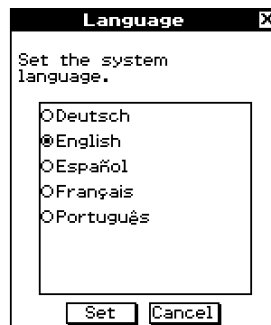 Language
Set the system
language.
Deutsch
English
Español
Français
Português
Set
Cancel